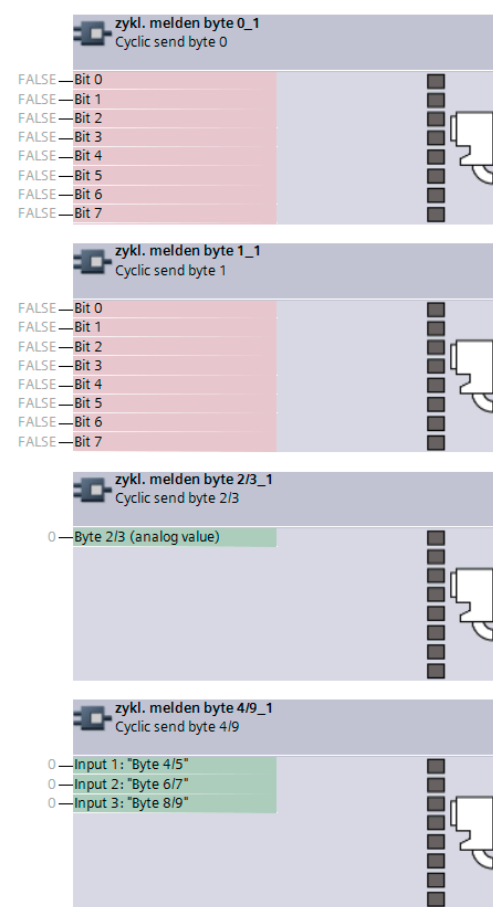 zykl. melden byte 0_1
Cyclic send byte 0
FALSE Bit 0
FALSE Bit 1
FALSE Bit 2
FALSE Bit 3
FALSE Bit 4
FALSE Bit 5
FALSE Bit 6
FALSE Bit 7
zykl. melden byte 1_1
Cyclic send byte 1
FALSE Bit 0
FALSE Bit 1
FALSE Bit 2
FALSE Bit 3
FALSE Bit 4
FALSE Bit 5
FALSE Bit 6
FALSE Bit 7
zykl. melden byte 2/3_1
Cyclic send byte 2/3
0 Byte 2/3 (analog value)
zykl. melden byte 4/9_1
Cyclic send byte 4/9
0 Input 1: "Byte 4/5"
0 Input 2: "Byte 6/7"
0 Input 3: "Byte 8/9"